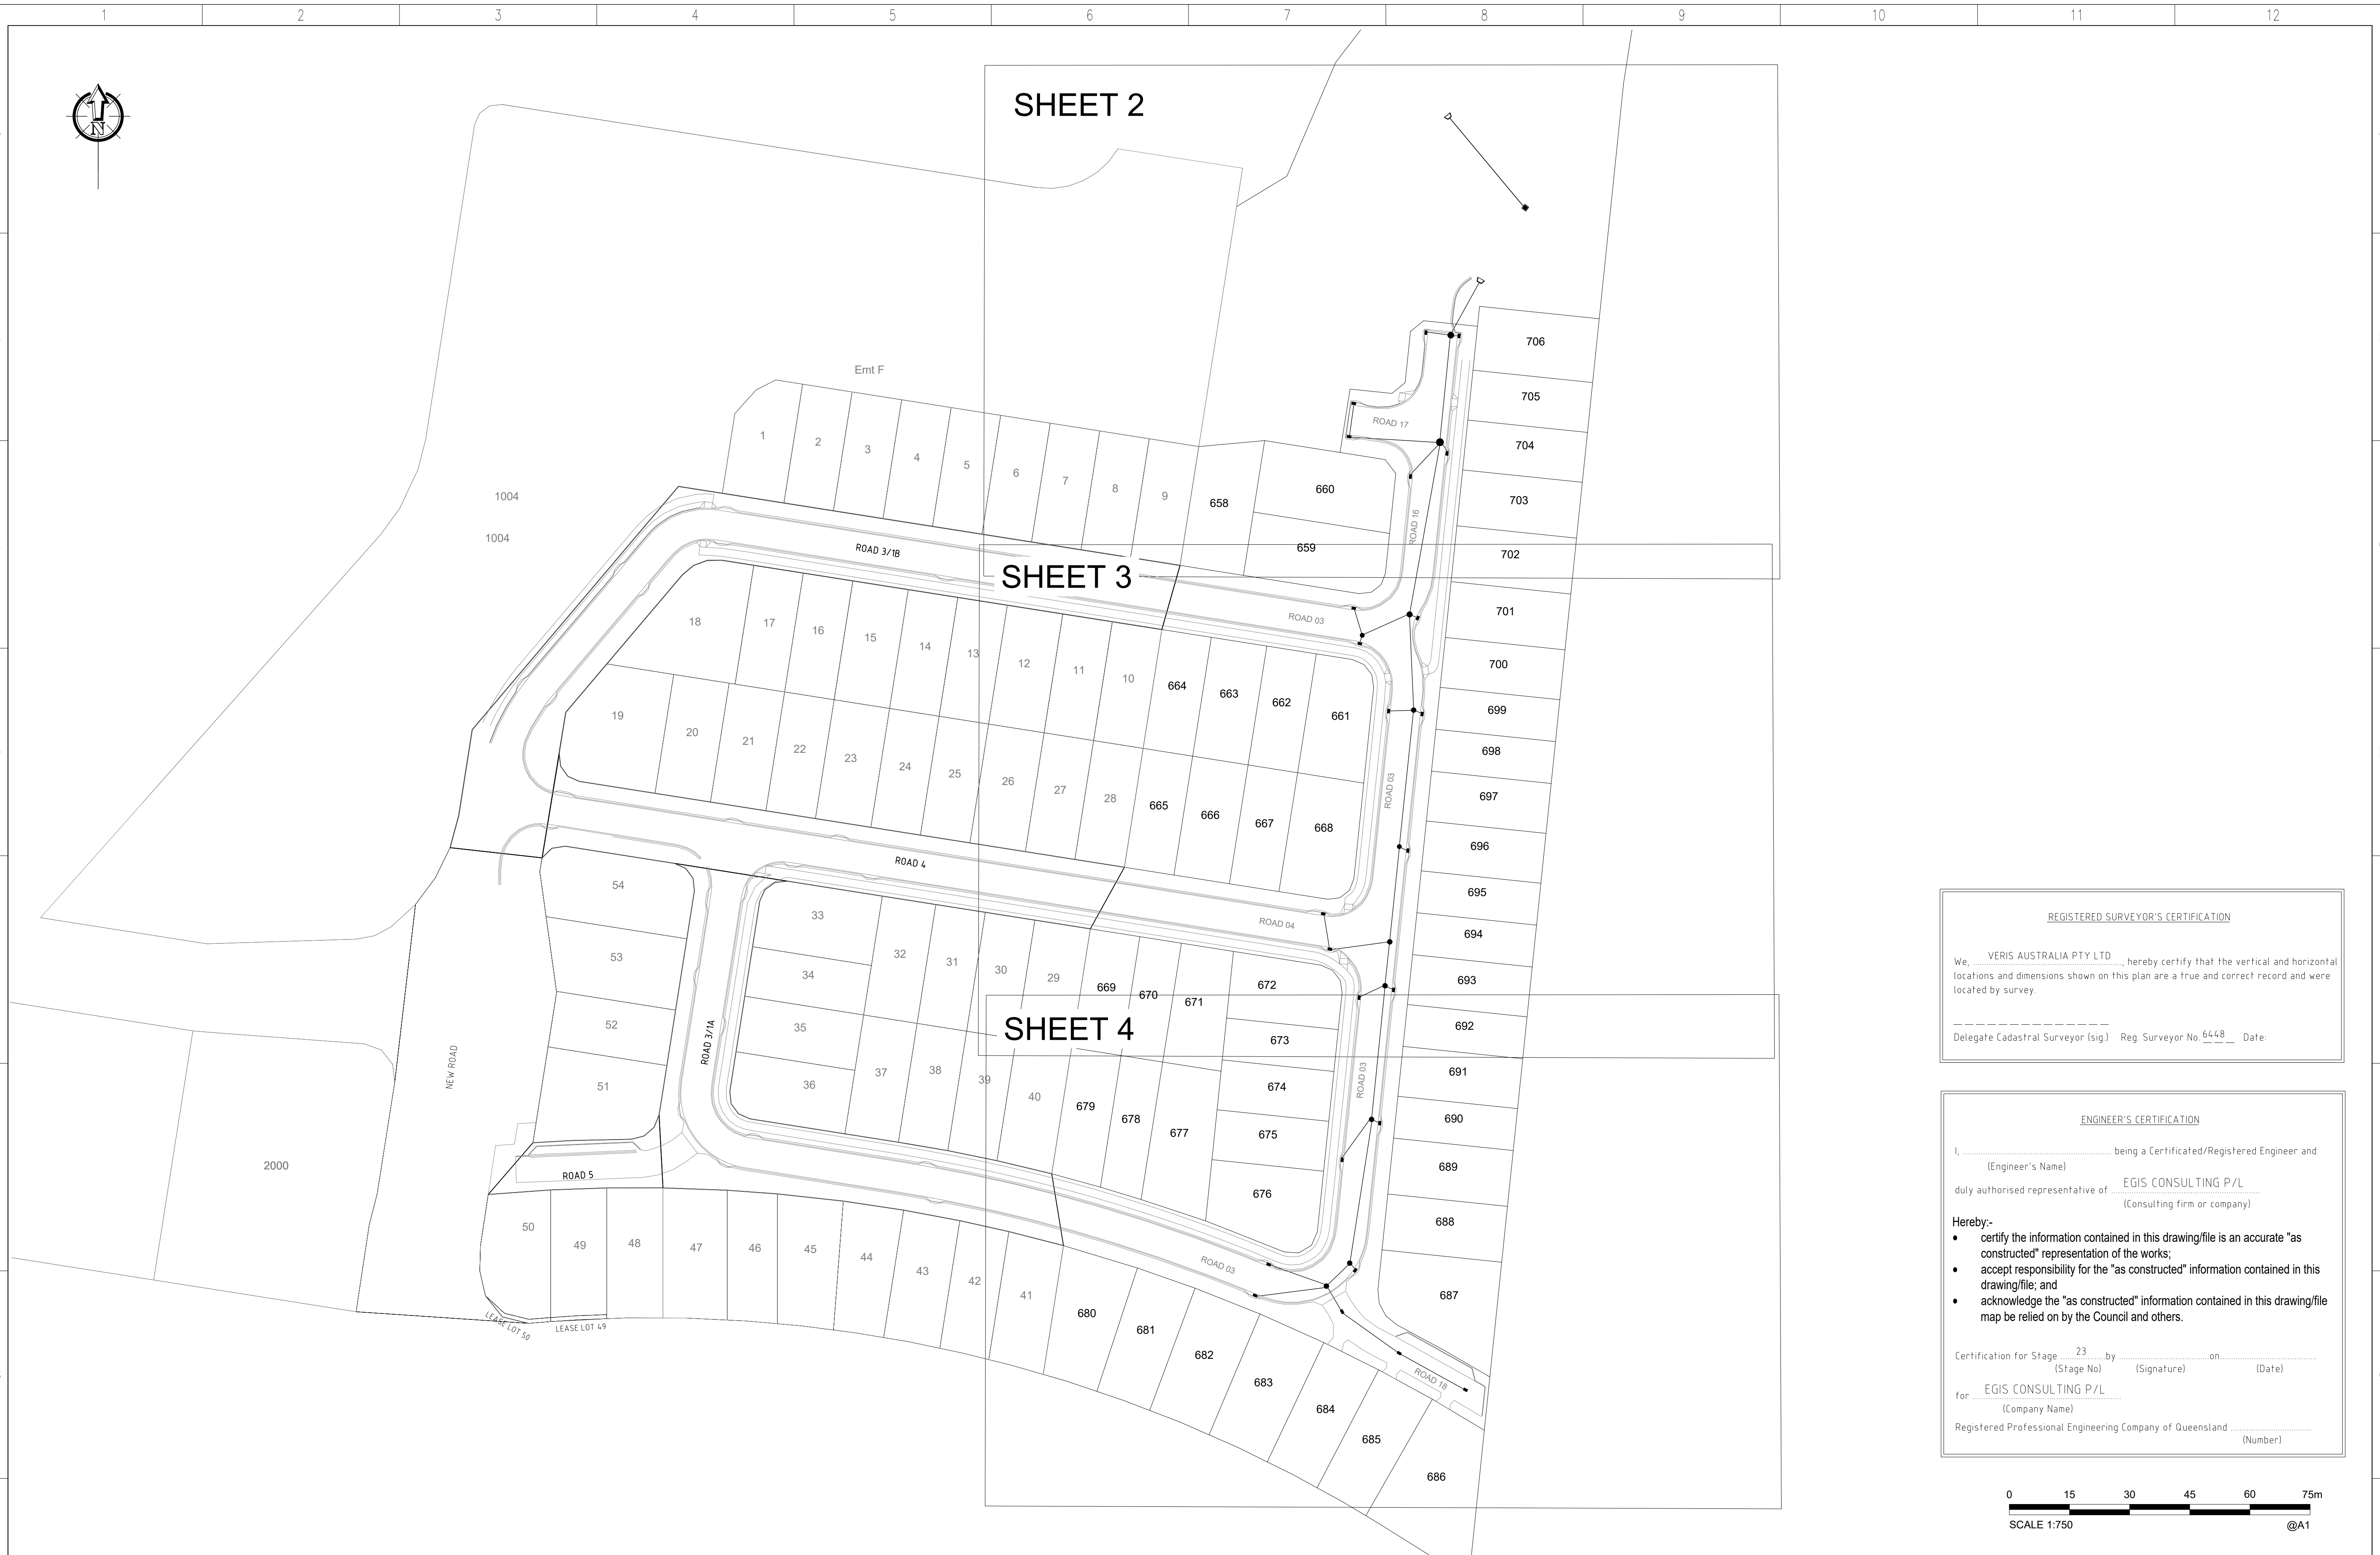 1 2 3 4 5 6 7 8 9 10 11 12
N
SHEET 2
706
Emt F
705
ROAD 17
1 2 3 4 5 6 7 8 9
704
660
658
703
1004
ROAD 16
1004
ROAD 3/1B
659
702
SHEET 3
ROAD 03
701
18 17 16 15 14 13 12 11 10
664 663 662 661
700
699
19 20 21 22 23 24 25 26 27 28
698
ROAD 03
697
665 666 667 668
696
ROAD 4
54
695
33
ROAD 04
694
53
32 31 30 29
34
669 670 671 672
693
52
35
SHEET 4
692
673
ROAD 3/1A
NEW ROAD
691
51
36 37 38 39 40
674
ROAD 03
679 678 677
690
675
2000
689
ROAD 5
676
688
50 49 48 47 46 45 44 43 42 41
ROAD 03
687
680 681 682 683 684 685 686
LEASE LOT 50
LEASE LOT 49
ROAD 18
REGISTERED SURVEYOR'S CERTIFICATION
We, VERIS AUSTRALIA PTY LTD, hereby certify that the vertical and horizontal
locations and dimensions shown on this plan are a true and correct record and were
located by survey.
Delegate Cadastral Surveyor (sig.) Reg. Surveyor No. 6448 Date:
ENGINEER'S CERTIFICATION
I, ........ being a Certificated/Registered Engineer and
(Engineer's Name)
duly authorised representative of EGIS CONSULTING P/L
(Consulting firm or company)
Hereby:-
• certify the information contained in this drawing/file is an accurate "as
constructed" representation of the works;
• accept responsibility for the "as constructed" information contained in this
drawing/file; and
• acknowledge the "as constructed" information contained in this drawing/file
map be relied on by the Council and others.
Certification for Stage 23 by ........ on ........
(Stage No) (Signature) (Date)
for EGIS CONSULTING P/L
(Company Name)
Registered Professional Engineering Company of Queensland ........
(Number)
0 15 30 45 60 75m
SCALE 1:750 @A1